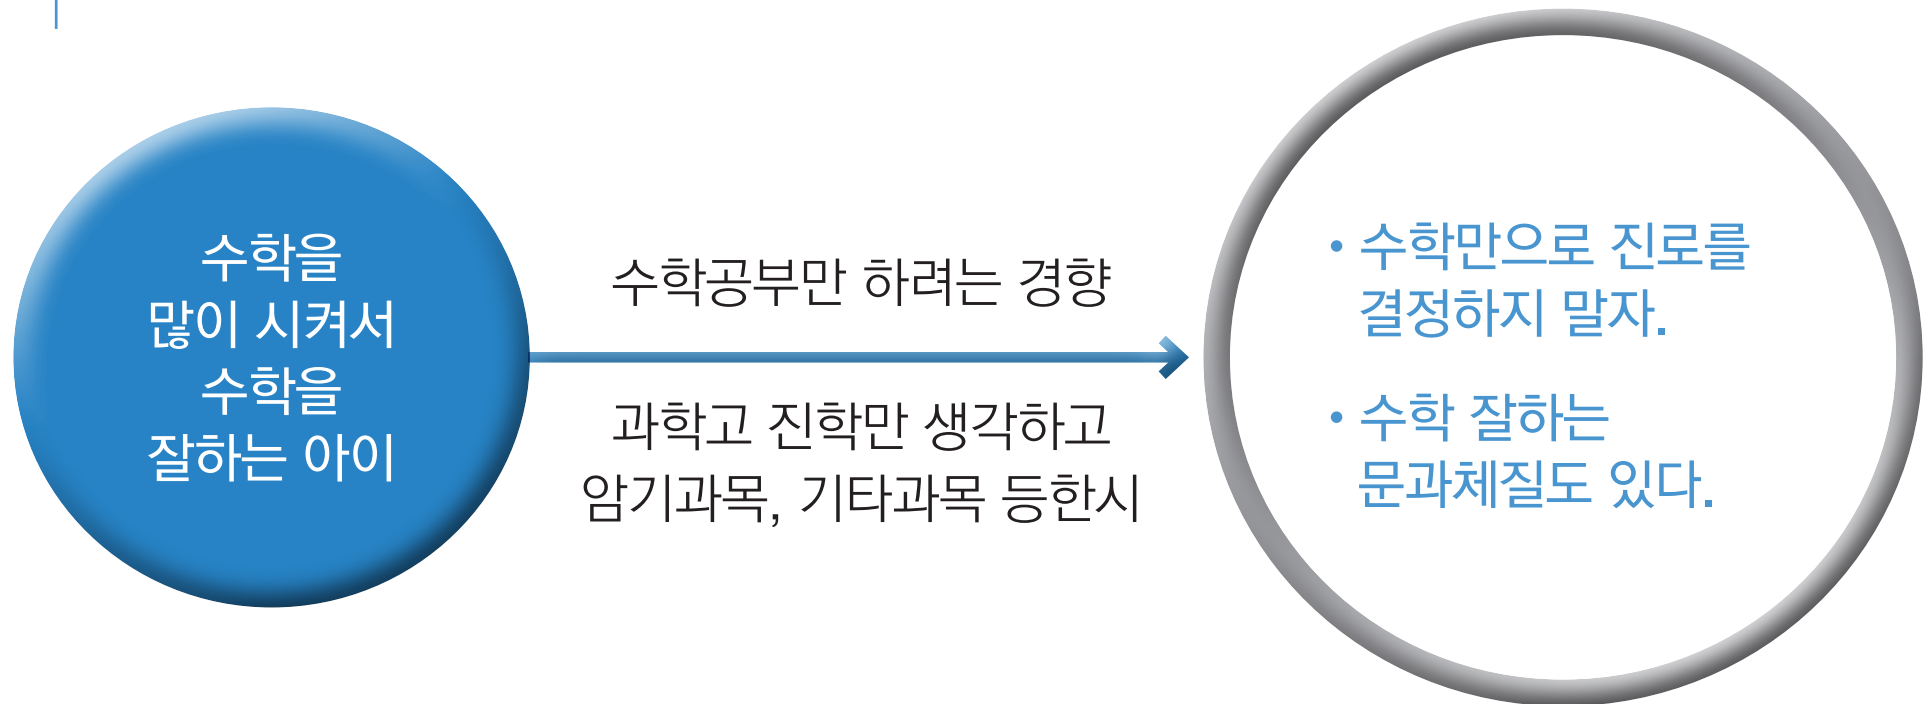 수학을
많이 시켜서
수학을
잘하는 아이
수학공부만 하려는 경향
과학고 진학만 생각하고
암기과목, 기타과목 등한시
• 수학만으로 진로를
결정하지 말자.
• 수학 잘하는
문과체질도 있다.